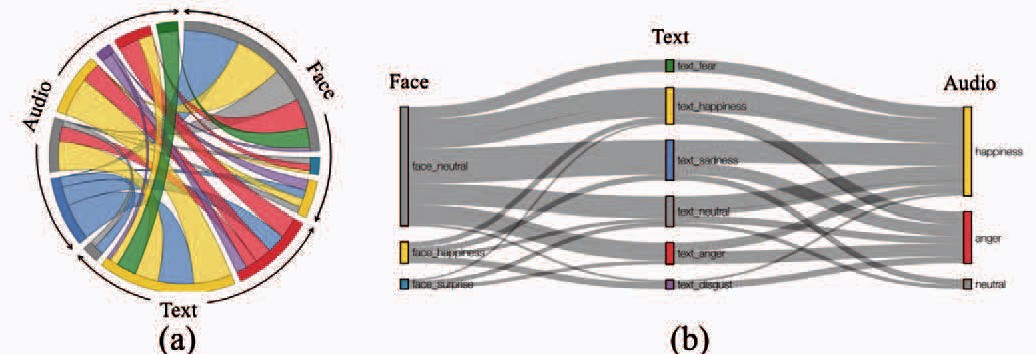 Audio
Face
Text
(a)
Face
Text
Audio
face_neutral
face_happiness
face_surprise
text_fear
text_happiness
text_sadness
text_neutral
text_anger
text_disgust
happiness
anger
neutral
(b)